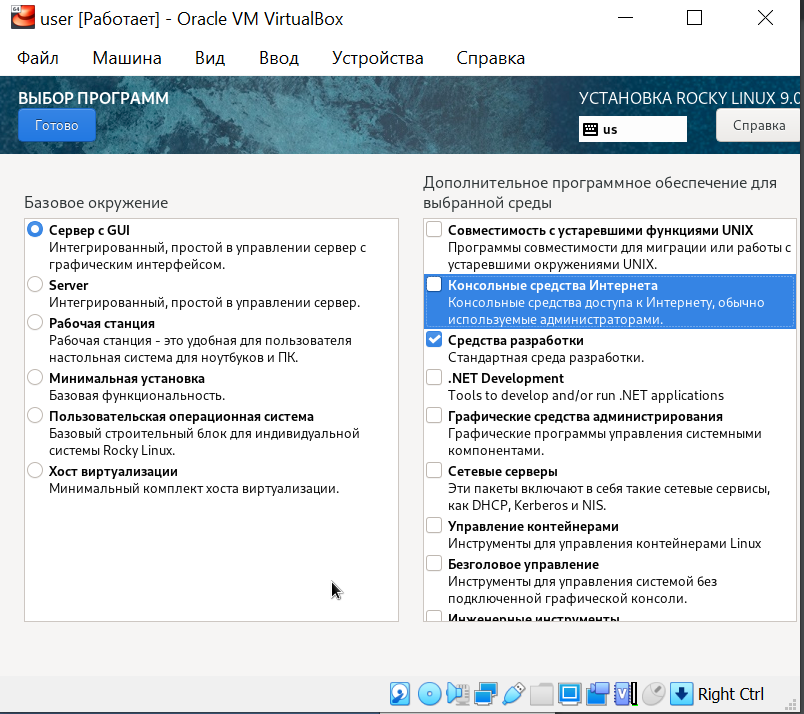 64
user [Работает] - Oracle VM VirtualBox
Файл Машина Вид Ввод Устройства Справка
ВЫБОР ПРОГРАММ
УСТАНОВКА ROCKY LINUX 9.0
Готово
us
Справка
Базовое окружение
Сервер с GUI
Интегрированный, простой в управлении сервер с
графическим интерфейсом.
Server
Интегрированный, простой в управлении сервер.
Рабочая станция
Рабочая станция - это удобная для пользователя
настольная система для ноутбуков и ПК.
Минимальная установка
Базовая функциональность.
Пользовательская операционная система
Базовый строительный блок для индивидуальной
системы Rocky Linux.
Хост виртуализации
Минимальный комплект хоста виртуализации.
Дополнительное программное обеспечение для
выбранной среды
Совместимость с устаревшими функциями UNIX
Программы совместимости для миграции или работы с
устаревшими окружениями UNIX.
Консольные средства Интернета
Консольные средства доступа к Интернету, обычно
используемые администраторами.
Средства разработки
Стандартная среда разработки.
.NET Development
Tools to develop and/or run .NET applications
Графические средства администрирования
Графические программы управления системными
компонентами.
Сетевые серверы
Эти пакеты включают в себя такие сетевые сервисы,
как DHCP, Kerberos и NIS.
Управление контейнерами
Инструменты для управления контейнерами Linux
Безголовое управление
Инструменты для управления системой без
подключенной графической консоли.
Инженерные инструменты
Right Ctrl